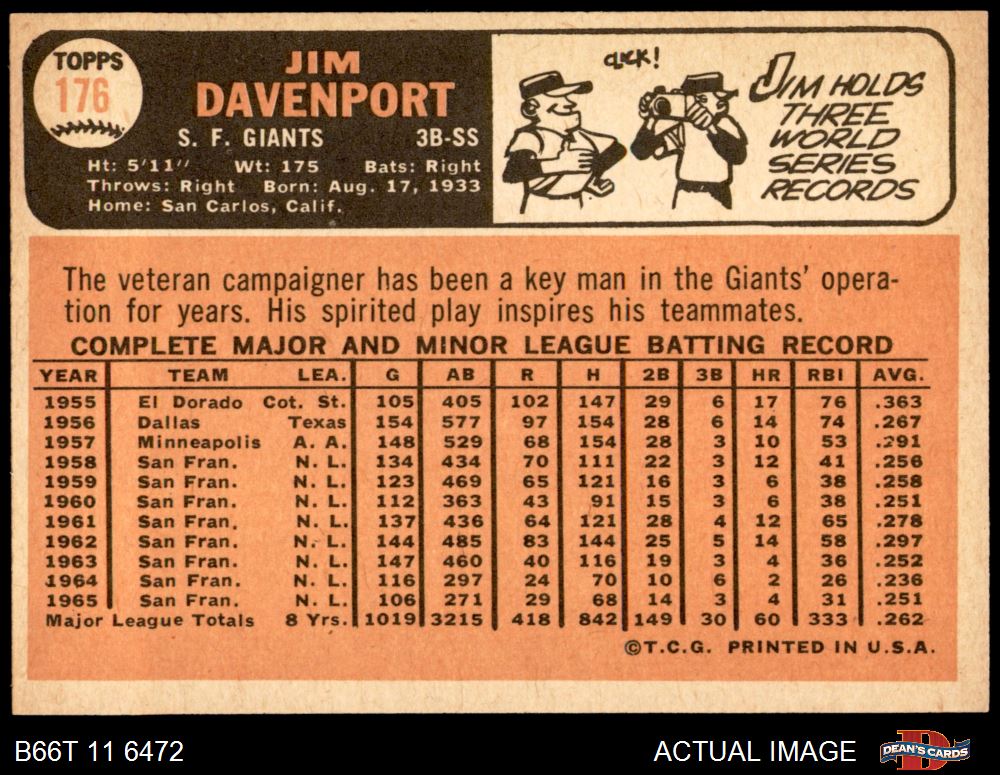 TOPPS
176
JIM
DAVENPORT
S. F. GIANTS 3B-SS
Ht: 5'11" Wt: 175 Bats: Right
Throws: Right Born: Aug. 17, 1933
Home: San Carlos, Calif.
CLICK!
JIM HOLDS
THREE
WORLD
SERIES
RECORDS
The veteran campaigner has been a key man in the Giants' opera-
tion for years. His spirited play inspires his teammates.
COMPLETE MAJOR AND MINOR LEAGUE BATTING RECORD
YEAR TEAM LEA. G AB R H 2B 3B HR RBI AVG.
1955 El Dorado Cot. St. 105 405 102 147 29 6 17 76 .363
1956 Dallas Texas 154 577 97 154 28 6 14 74 .267
1957 Minneapolis A. A. 148 529 68 154 28 3 10 53 .291
1958 San Fran. N. L. 134 434 70 111 22 3 12 41 .256
1959 San Fran. N. L. 123 469 65 121 16 3 6 38 .258
1960 San Fran. N. L. 112 363 43 91 15 3 6 38 .251
1961 San Fran. N. L. 137 436 64 121 28 4 12 65 .278
1962 San Fran. N. L. 144 485 83 144 25 5 14 58 .297
1963 San Fran. N. L. 147 460 40 116 19 3 4 36 .252
1964 San Fran. N. L. 116 297 24 70 10 6 2 26 .236
1965 San Fran. N. L. 106 271 29 68 14 3 4 31 .251
Major League Totals 8 Yrs. 1019 3215 418 842 149 30 60 333 .262
©T.C.G. PRINTED IN U.S.A.
B66T 11 6472
ACTUAL IMAGE
DEAN'S CARDS